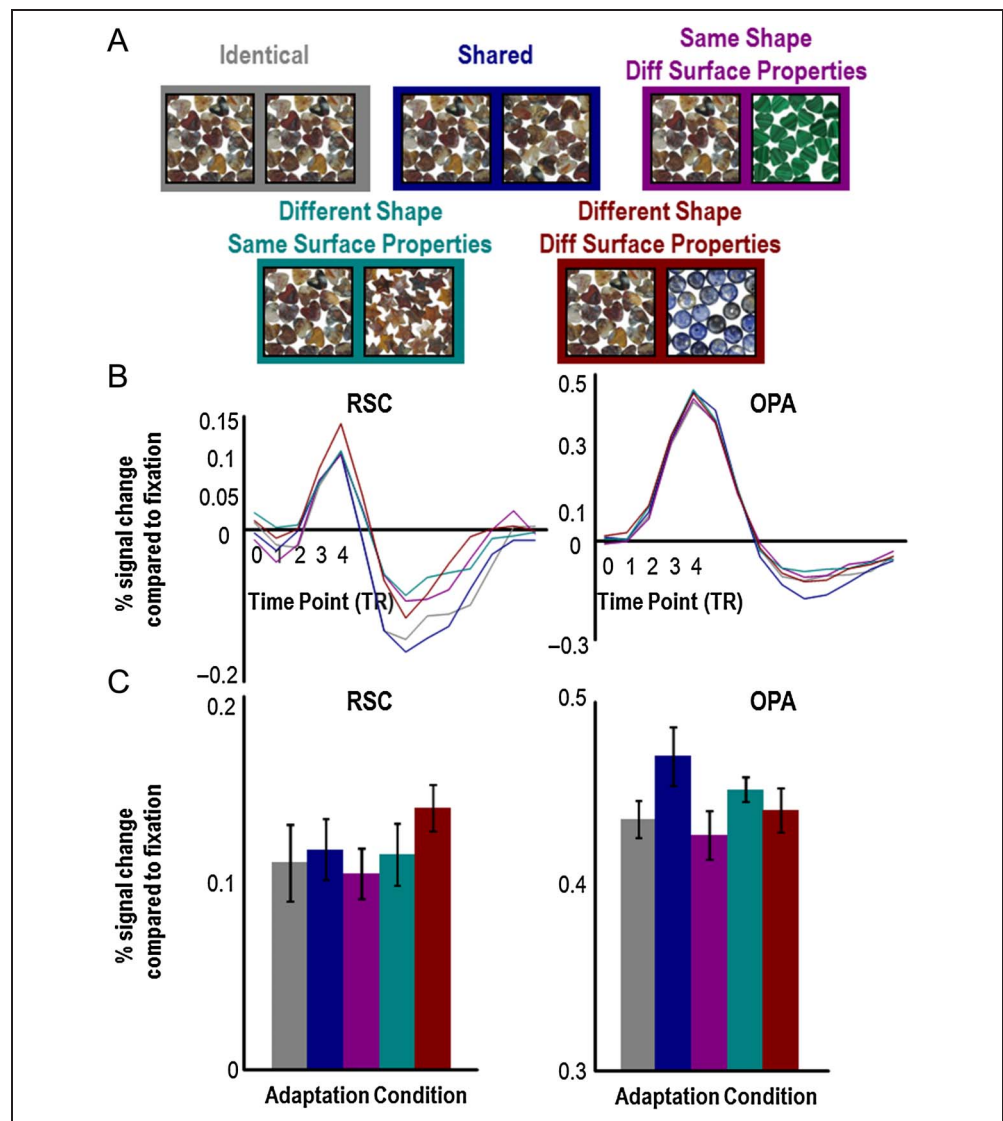 A
Identical
Shared
Same Shape
Diff Surface Properties
Different Shape
Same Surface Properties
Different Shape
Diff Surface Properties
B
RSC
% signal change
compared to fixation
0.15
0.1
0.05
0
–0.2
0 1 2 3 4
Time Point (TR)
OPA
0.5
0.3
0.1
0
–0.3
0 1 2 3 4
Time Point (TR)
C
RSC
% signal change
compared to fixation
0.2
0.1
0
Adaptation Condition
OPA
0.5
0.4
0.3
Adaptation Condition